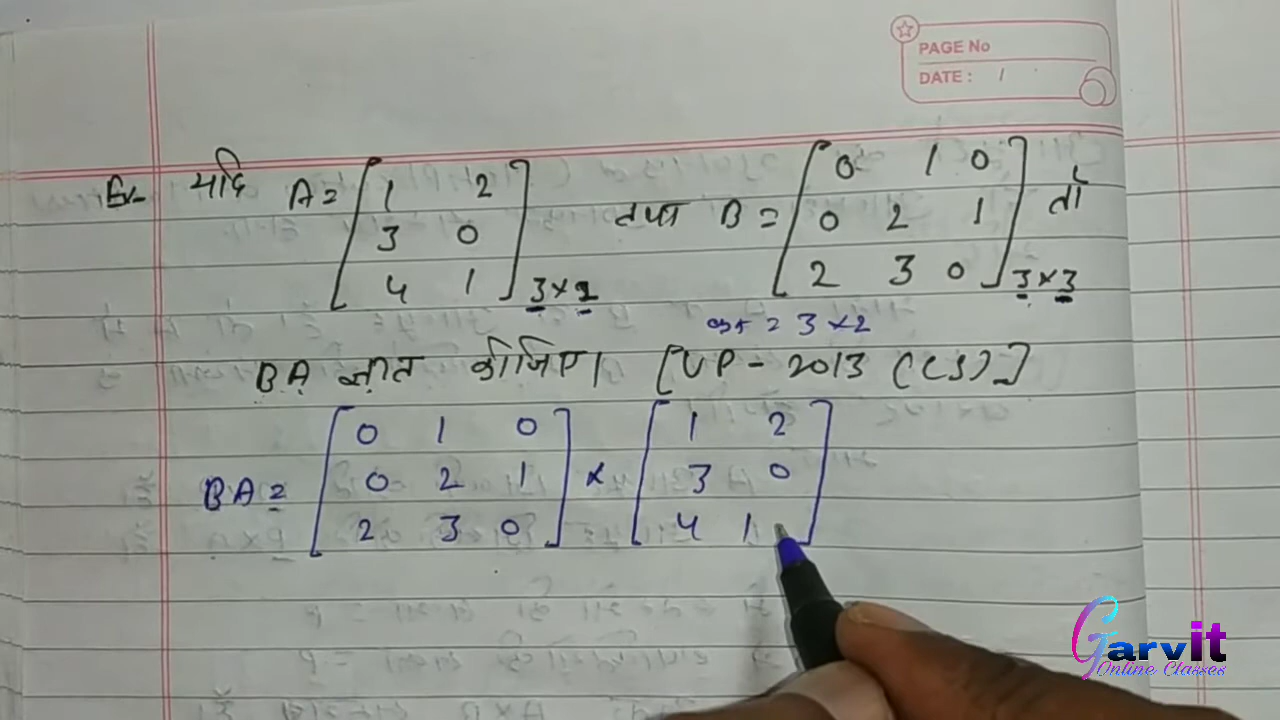 PAGE No
DATE: /
Ex- यदि A = [1 2
3 0
4 1] 3×2 तथा B = [0 1 0
0 2 1
2 3 0] 3×3 तो
= 3×2
BA ज्ञात कीजिए। [UP - 2013 (CS)]
BA = [0 1 0
0 2 1
2 3 0] × [1 2
3 0
4 1]
Garvit
Online Classes